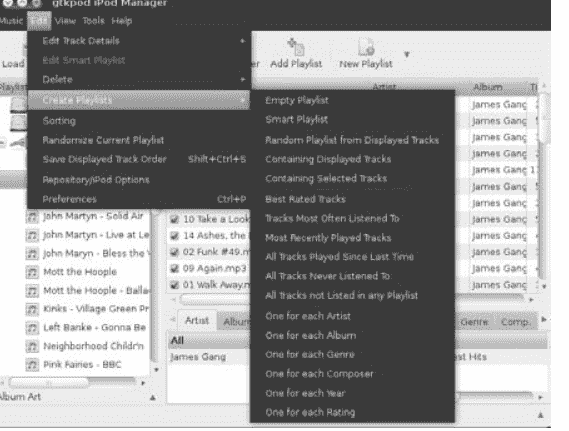 gtkpod iPod Manager
Music Edit View Tools Help
Load
Add Playlist New Playlist
Edit Track Details
Edit Smart Playlist
Delete
Create Playlists
Sorting
Randomize Current Playlist
Save Displayed Track Order Shift+Ctrl+S
Repository/iPod Options
Preferences Ctrl+P
Empty Playlist
Smart Playlist
Random Playlist from Displayed Tracks
Containing Displayed Tracks
Containing Selected Tracks
Best Rated Tracks
Tracks Most Often Listened To
Most Recently Played Tracks
All Tracks Played Since Last Time
All Tracks Never Listened To
All Tracks not Listed in any Playlist
One for each Artist
One for each Album
One for each Genre
One for each Composer
One for each Year
One for each Rating
Artist Album
James Gang
James Gang
James Gang
James Gang
James Gang
James Gang
James Gang
James Gang
James Gang
James Gang
James Gang
John Martyn - Solid Air
John Martyn - Live at Le
John Maryn - Bless the
Mott the Hoople
Mott the Hoople - Balla
Kinks - Village Green Pr
Left Banke - Gonna Be
Neighborhood Childr'n
Pink Fairies - BBC
10 Take a Look
14 Ashes, the
02 Funk #49.m
09 Again.mp3
01 Walk Away.m
Artist Album Genre Comp.
All
James Gang
st Hits
Album Art